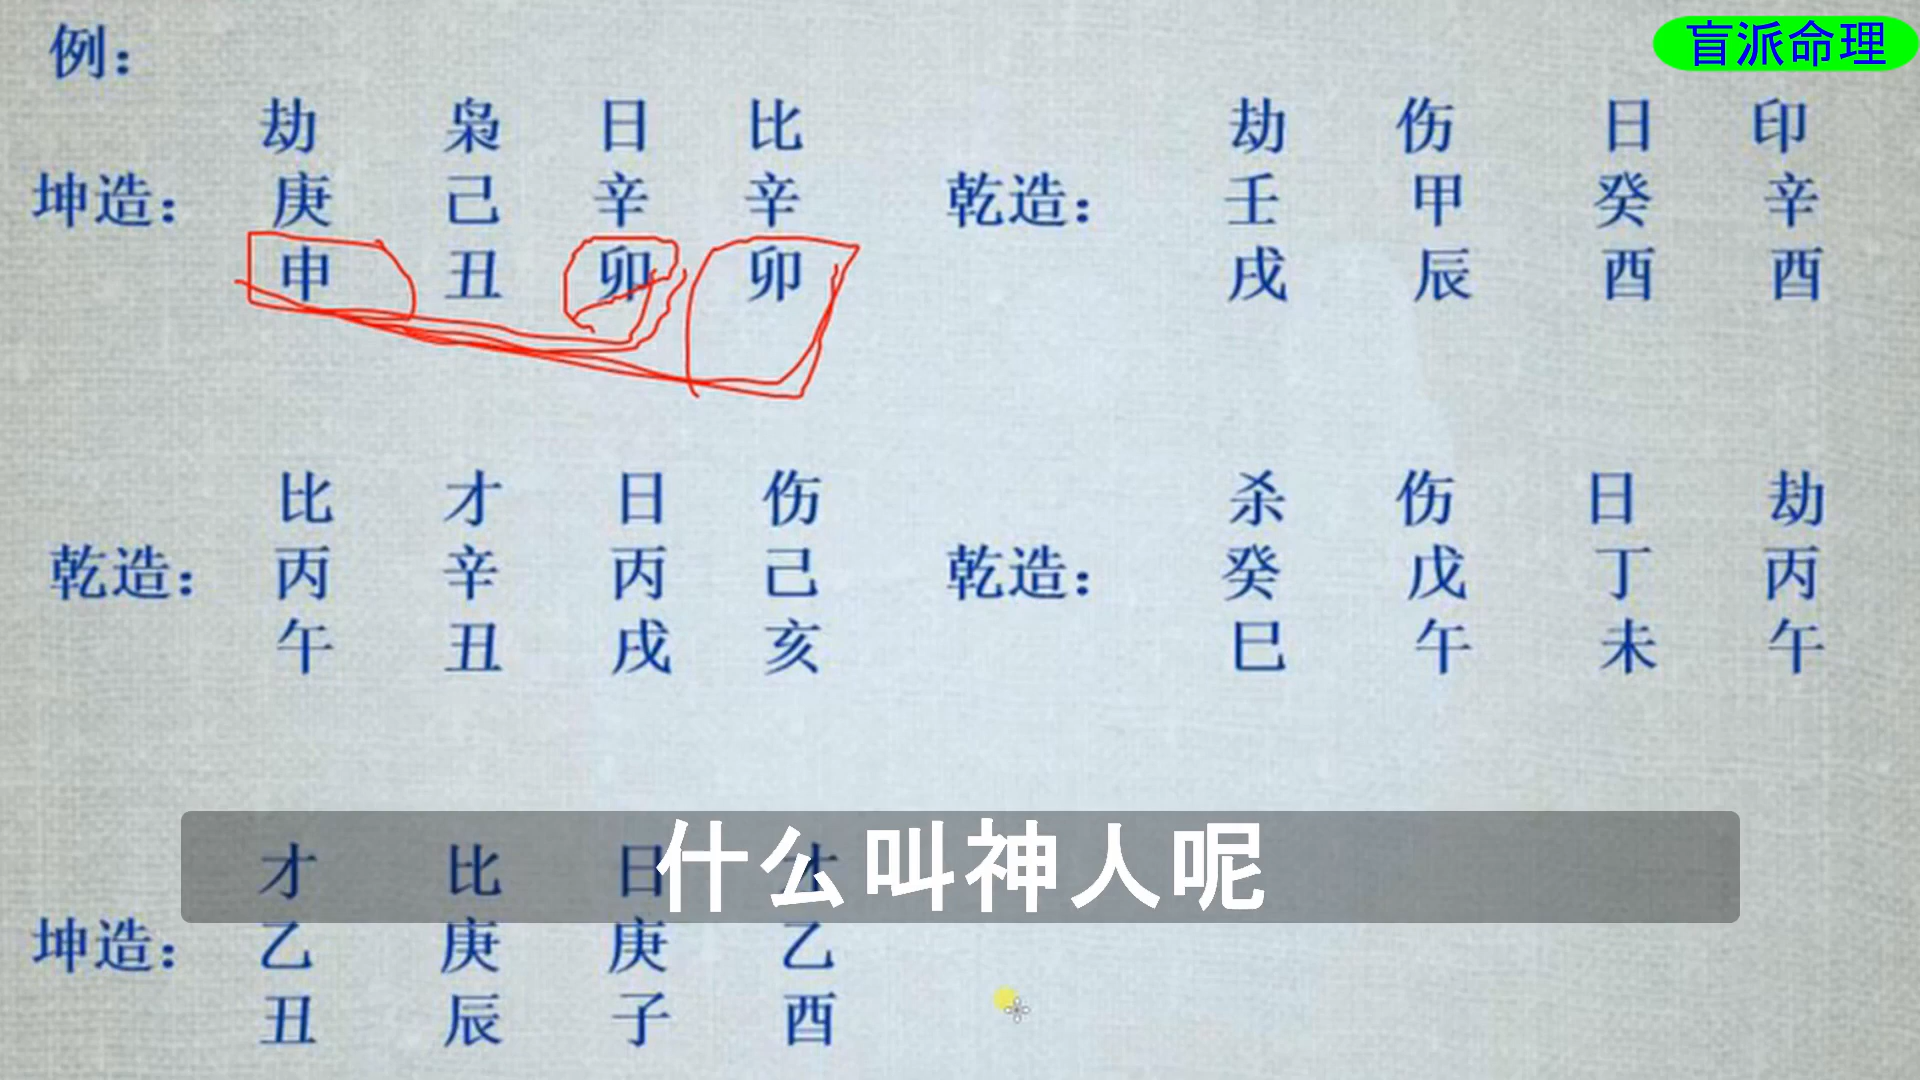 例：
盲派命理
劫 枭 日 比
坤造： 庚 己 辛 辛
申 丑 卯 卯
劫 伤 日 印
乾造： 壬 甲 癸 辛
戌 辰 酉 酉
比 才 日 伤
乾造： 丙 辛 丙 己
午 丑 戌 亥
杀 伤 日 劫
乾造： 癸 戊 丁 丙
巳 午 未 午
才 比 日 才
什么叫神人呢
坤造： 乙 庚 庚 乙
丑 辰 子 酉